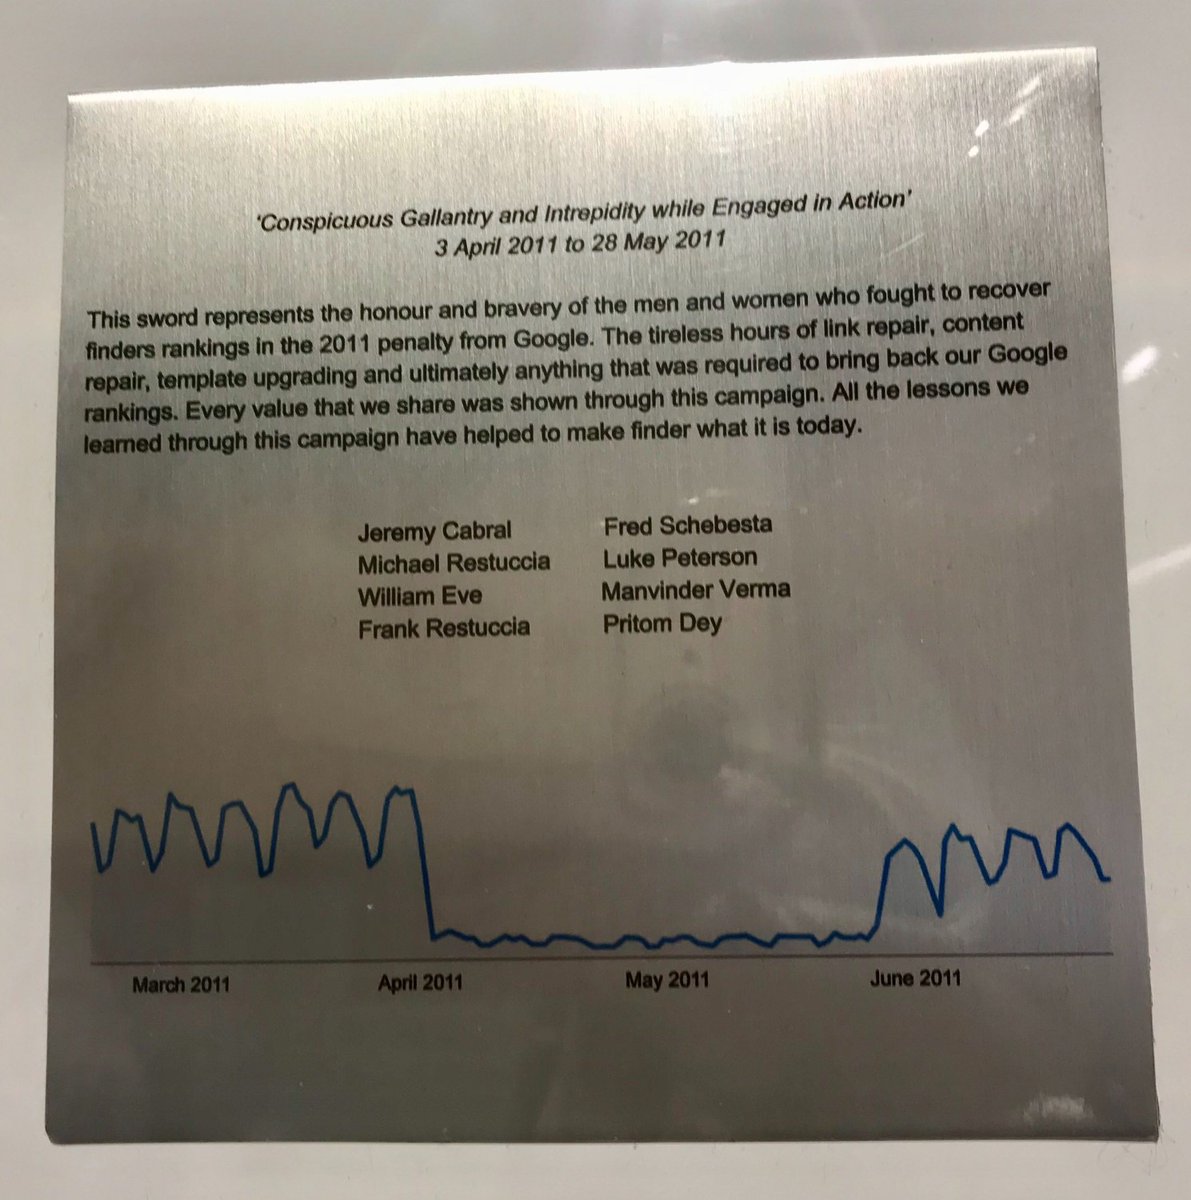 ‘Conspicuous Gallantry and Intrepidity while Engaged in Action’
3 April 2011 to 28 May 2011
This sword represents the honour and bravery of the men and women who fought to recover
finders rankings in the 2011 penalty from Google. The tireless hours of link repair, content
repair, template upgrading and ultimately anything that was required to bring back our Google
rankings. Every value that we share was shown through this campaign. All the lessons we
learned through this campaign have helped to make finder what it is today.
Jeremy Cabral
Michael Restuccia
William Eve
Frank Restuccia
Fred Schebesta
Luke Peterson
Manvinder Verma
Pritom Dey
March 2011 April 2011 May 2011 June 2011